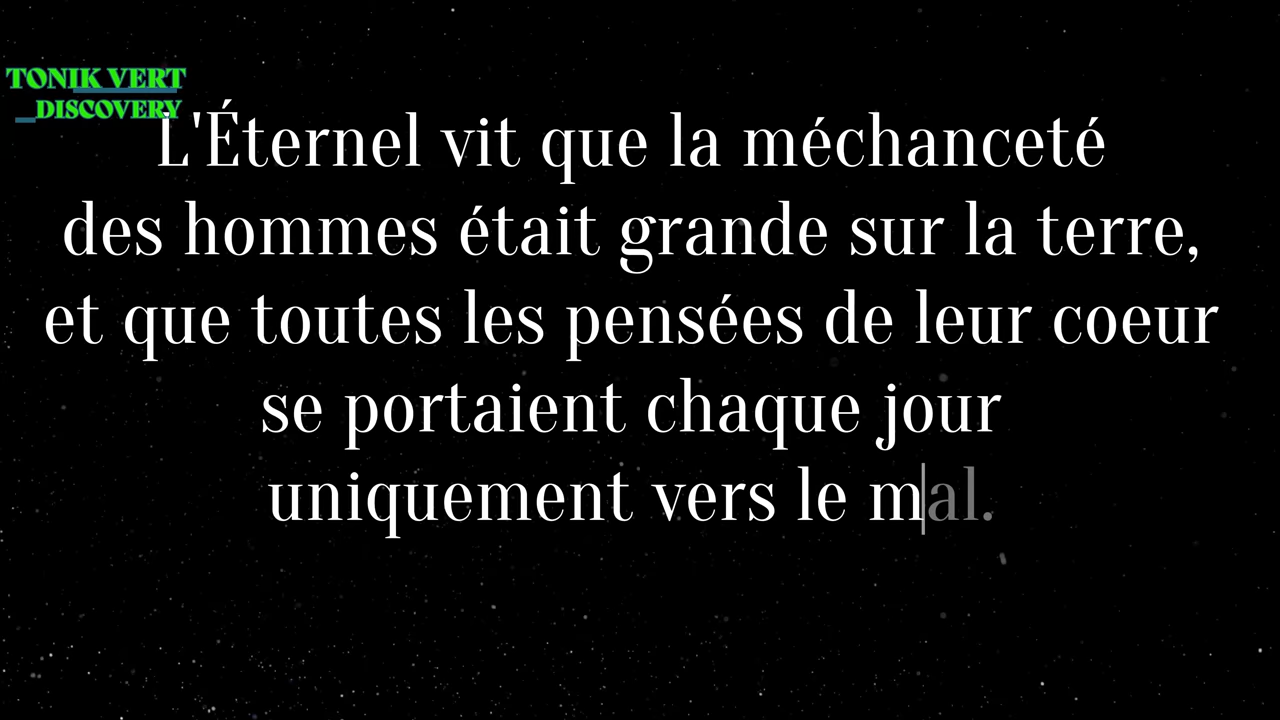 TONIK VERT
DISCOVERY
L'Éternel vit que la méchanceté
des hommes était grande sur la terre,
et que toutes les pensées de leur coeur
se portaient chaque jour
uniquement vers le mal.